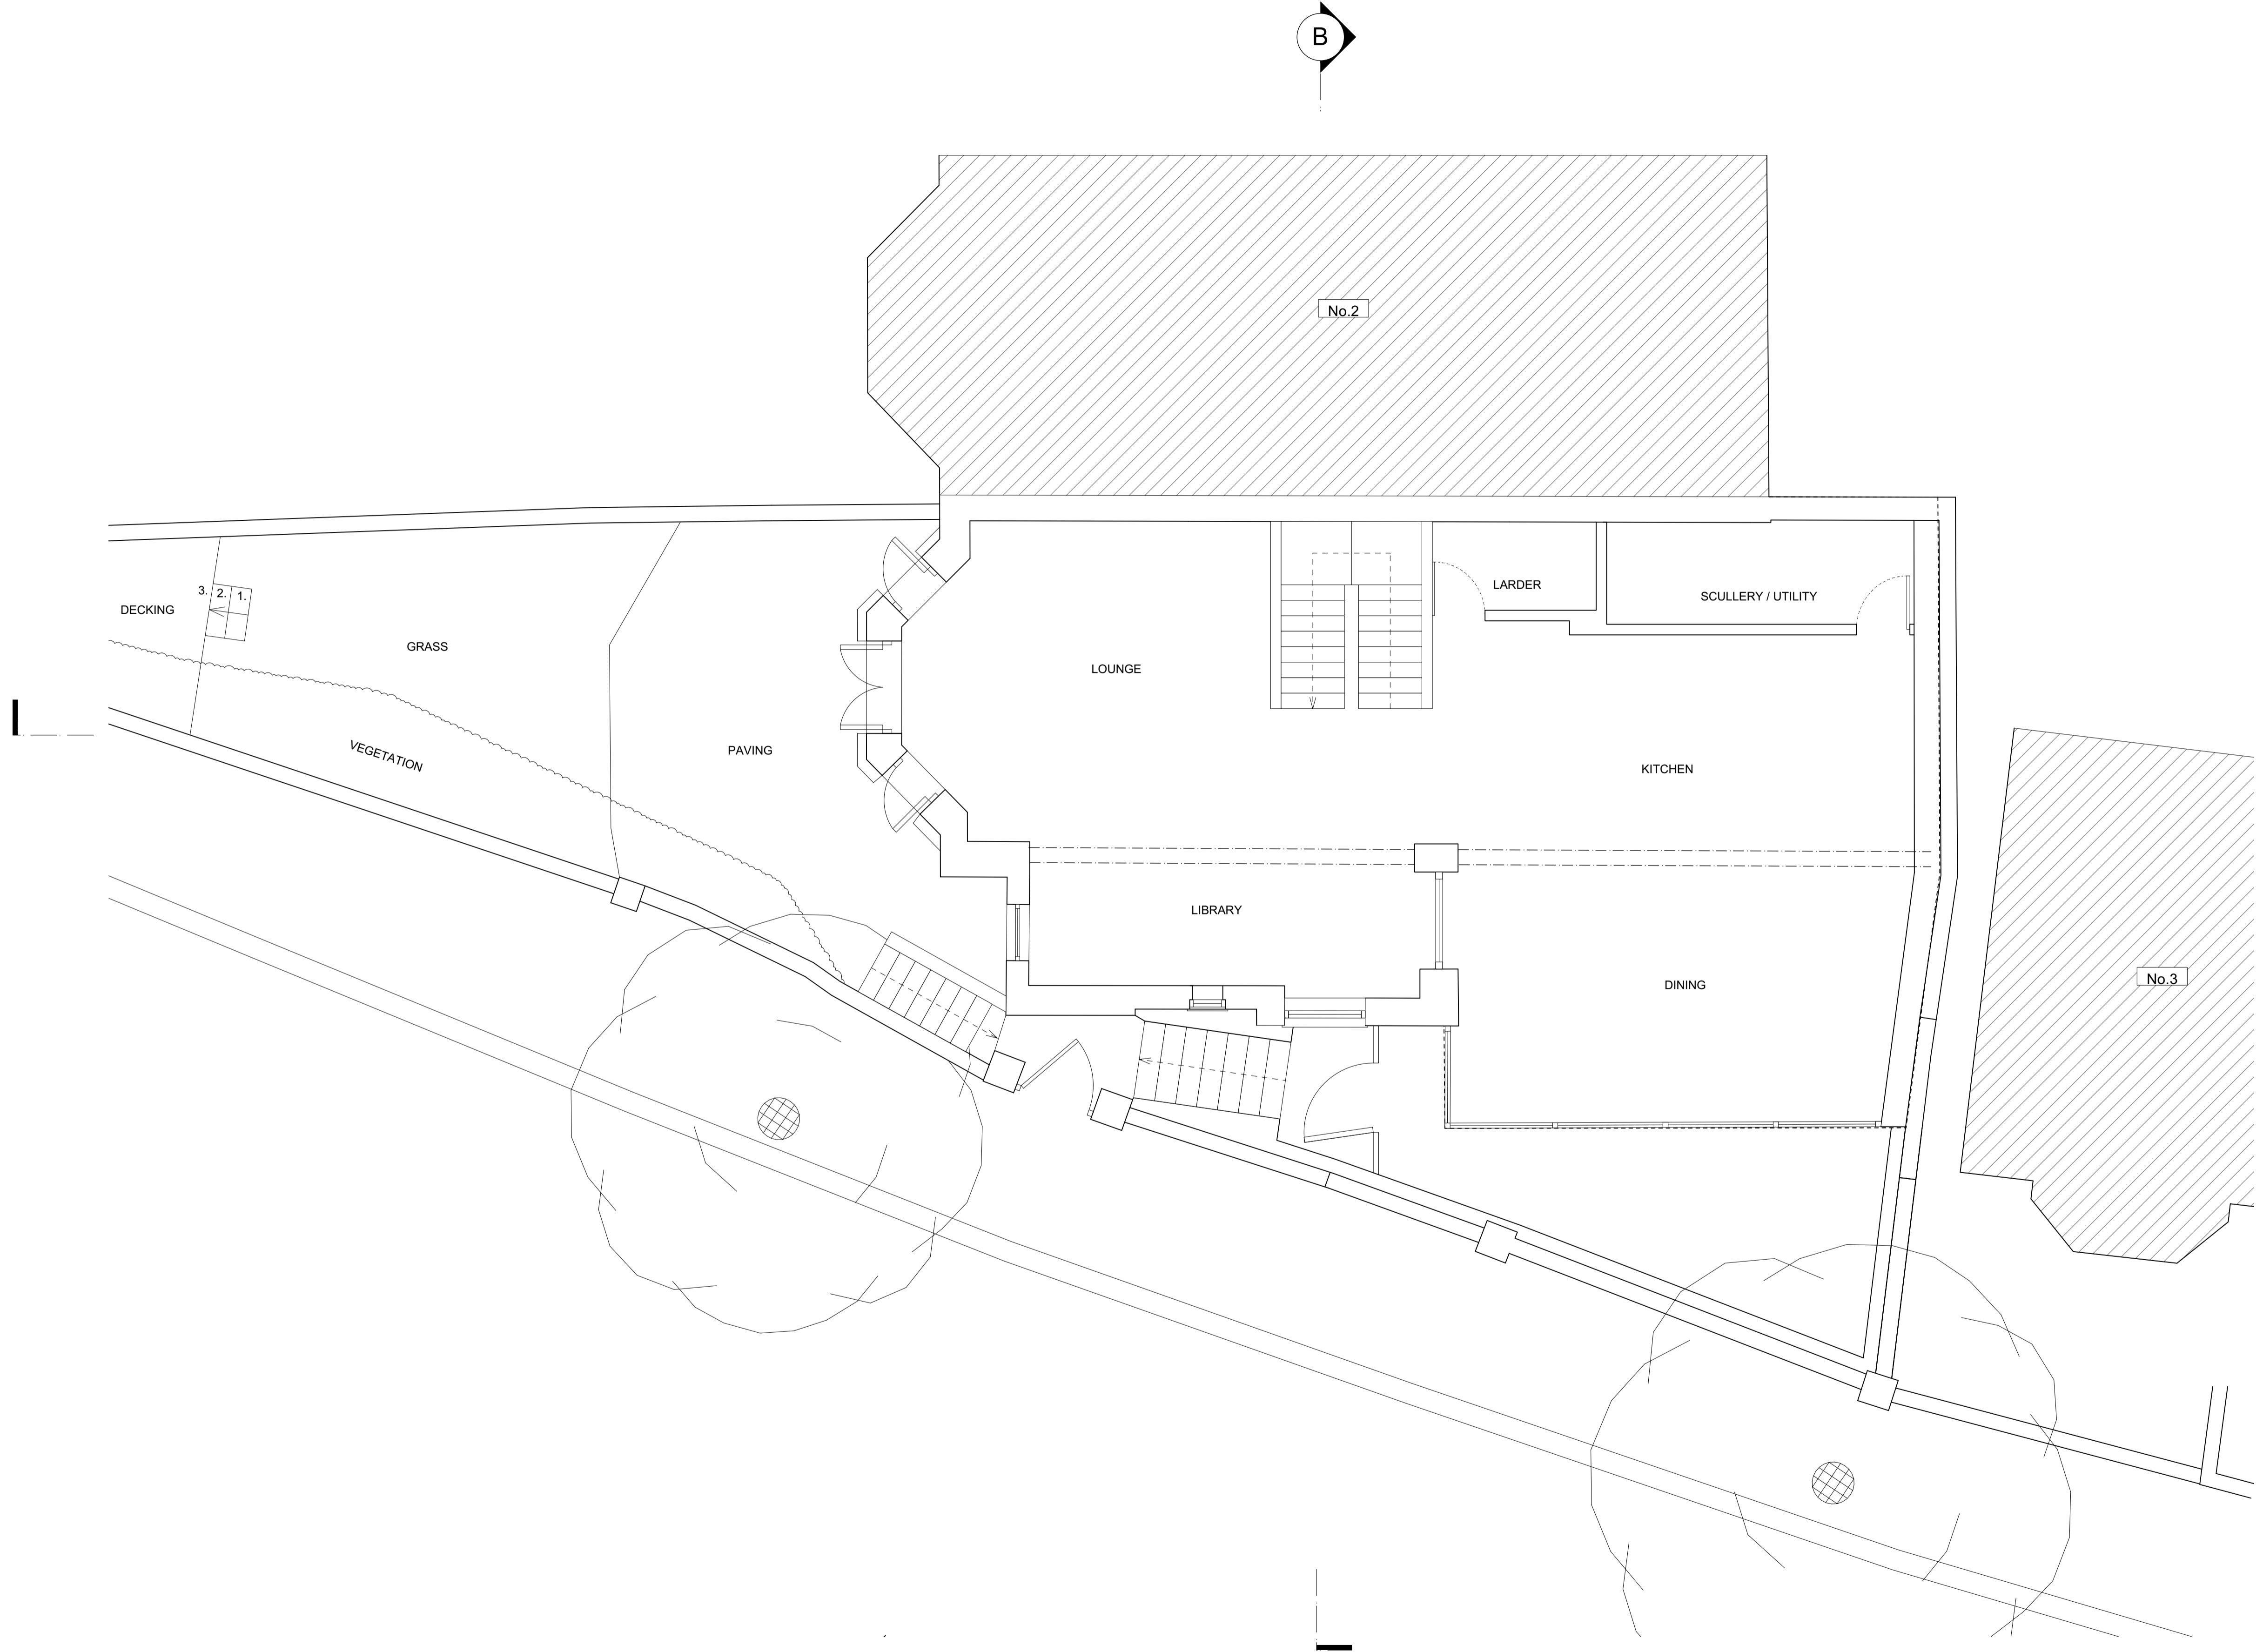 B
No.2
LARDER
SCULLERY / UTILITY
3. 2. 1.
DECKING
GRASS
LOUNGE
VEGETATION
PAVING
KITCHEN
LIBRARY
DINING
No.3